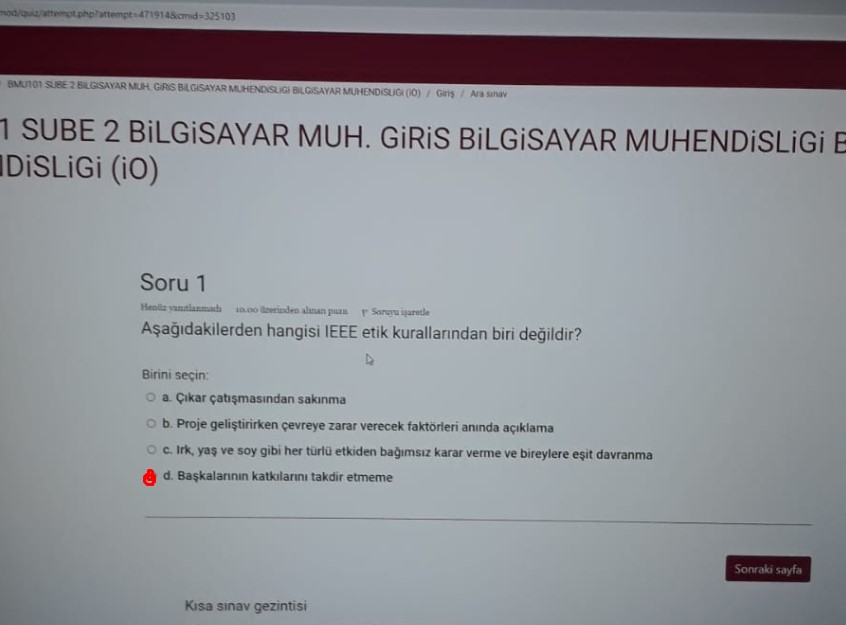 mod/quiz/attempt.php?attempt=471914&cmid=325103
BMU101 SUBE 2 BiLGiSAYAR MUH. GiRiS BiLGiSAYAR MUHENDiSLiGi BiLGiSAYAR MUHENDiSLiGi (iO) / Giriş / Ara sınav
1 SUBE 2 BiLGiSAYAR MUH. GiRiS BiLGiSAYAR MUHENDiSLiGi B
DiSLiGi (iO)
Soru 1
Henüz yanıtlanmadı 10.00 üzerinden alınan puan Soruyu işaretle
Aşağıdakilerden hangisi IEEE etik kurallarından biri değildir?
Birini seçin:
a. Çıkar çatışmasından sakınma
b. Proje geliştirirken çevreye zarar verecek faktörleri anında açıklama
c. Irk, yaş ve soy gibi her türlü etkiden bağımsız karar verme ve bireylere eşit davranma
d. Başkalarının katkılarını takdir etmeme
Sonraki sayfa
Kısa sınav gezintisi